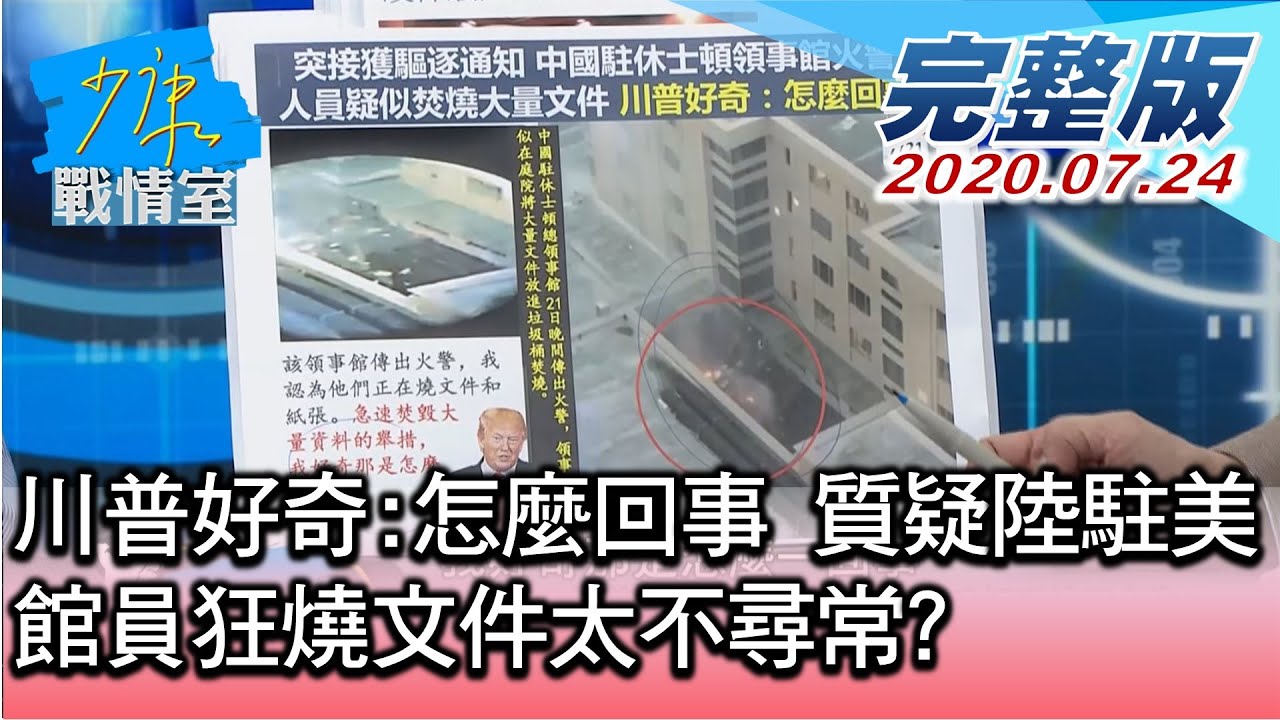 少康
戰情室
完整版
2020.07.24
突接獲驅逐通知 中國駐休士頓領事館火警
人員疑似焚燒大量文件 川普好奇：怎麼回
中國駐休士頓總領事館21日晚間傳出火警，領事
似在庭院將大量文件放進垃圾桶焚燒。
該領事館傳出火警，我
認為他們正在燒文件和
紙張。急速焚毀大
量資料的舉措，
我好奇那是怎麼
川普好奇:怎麼回事 質疑陸駐美
館員狂燒文件太不尋常?